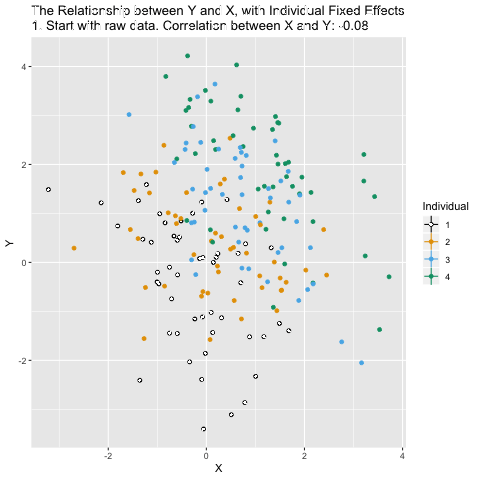 The Relationship between Y and X, with Individual Fixed Effects
1. Start with raw data. Correlation between X and Y: -0.08
4
2
0
-2
Y
-2
0
2
4
X
Individual
1
2
3
4